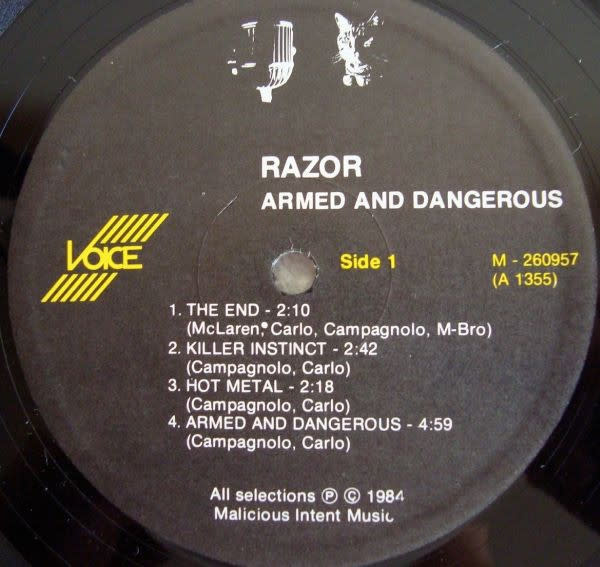 RAZOR
ARMED AND DANGEROUS
VOICE
Side 1
M - 260957
(A 1355)
1. THE END - 2:10
(McLaren, Carlo, Campagnolo, M-Bro)
2. KILLER INSTINCT - 2:42
(Campagnolo, Carlo)
3. HOT METAL - 2:18
(Campagnolo, Carlo)
4. ARMED AND DANGEROUS - 4:59
(Campagnolo, Carlo)
All selections Ⓟ © 1984
Malicious Intent Music